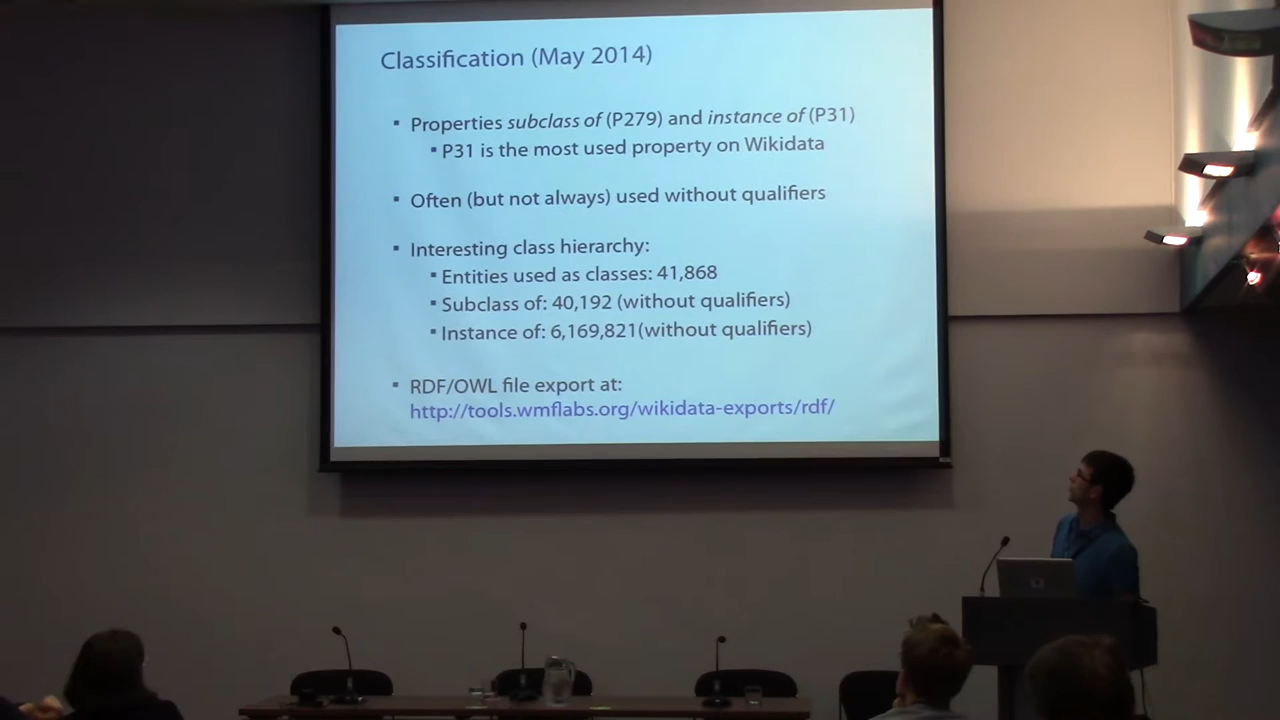 Classification (May 2014)
▪ Properties subclass of (P279) and instance of (P31)
▪ P31 is the most used property on Wikidata
▪ Often (but not always) used without qualifiers
▪ Interesting class hierarchy:
▪ Entities used as classes: 41,868
▪ Subclass of: 40,192 (without qualifiers)
▪ Instance of: 6,169,821(without qualifiers)
▪ RDF/OWL file export at:
http://tools.wmflabs.org/wikidata-exports/rdf/